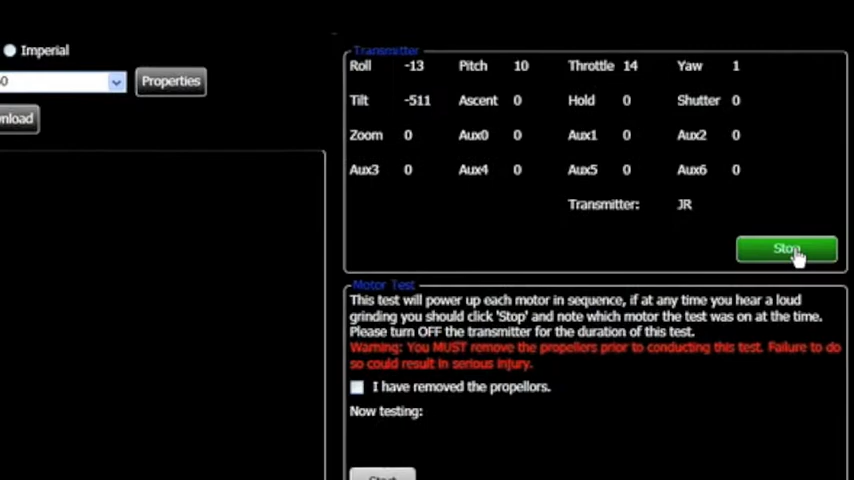 Imperial
0
Properties
nload
Transmitter
Roll -13 Pitch 10 Throttle 14 Yaw 1
Tilt -511 Ascent 0 Hold 0 Shutter 0
Zoom 0 Aux0 0 Aux1 0 Aux2 0
Aux3 0 Aux4 0 Aux5 0 Aux6 0
Transmitter: JR
Stop
Motor Test
This test will power up each motor in sequence, if at any time you hear a loud
grinding you should click 'Stop' and note which motor the test was on at the time.
Please turn OFF the transmitter for the duration of this test.
Warning: You MUST remove the propellers prior to conducting this test. Failure to do
so could result in serious injury.
I have removed the propellors.
Now testing:
Start